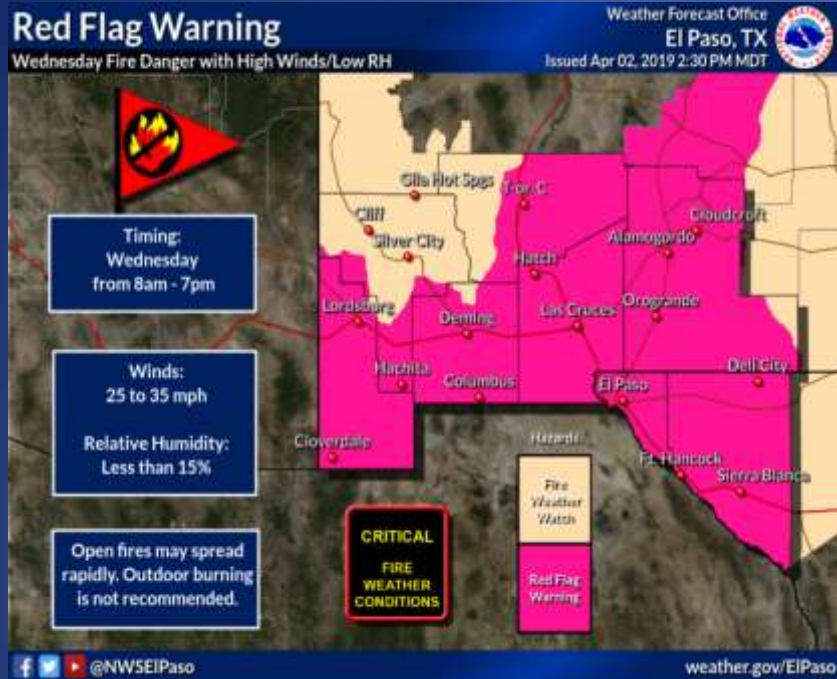 Red Flag Warning
Wednesday Fire Danger with High Winds/Low RH
Weather Forecast Office
El Paso, TX
Issued Apr 02, 2019 2:30 PM MDT
Timing:
Wednesday
from 8am - 7pm
Winds:
25 to 35 mph
Relative Humidity:
Less than 15%
Open fires may spread
rapidly. Outdoor burning
is not recommended.
Gila Hot Spgs
T-or-C
Cliff
Silver City
Cloudcroft
Alamogordo
Hatch
Lordsburg
Deming
Las Cruces
Orogrande
Hachita
Columbus
El Paso
Dell City
Cloverdale
Ft. Hancock
Sierra Blanca
CRITICAL
FIRE
WEATHER
CONDITIONS
Hazards
Fire
Weather
Watch
Red Flag
Warning
@NWSElPaso
weather.gov/ElPaso